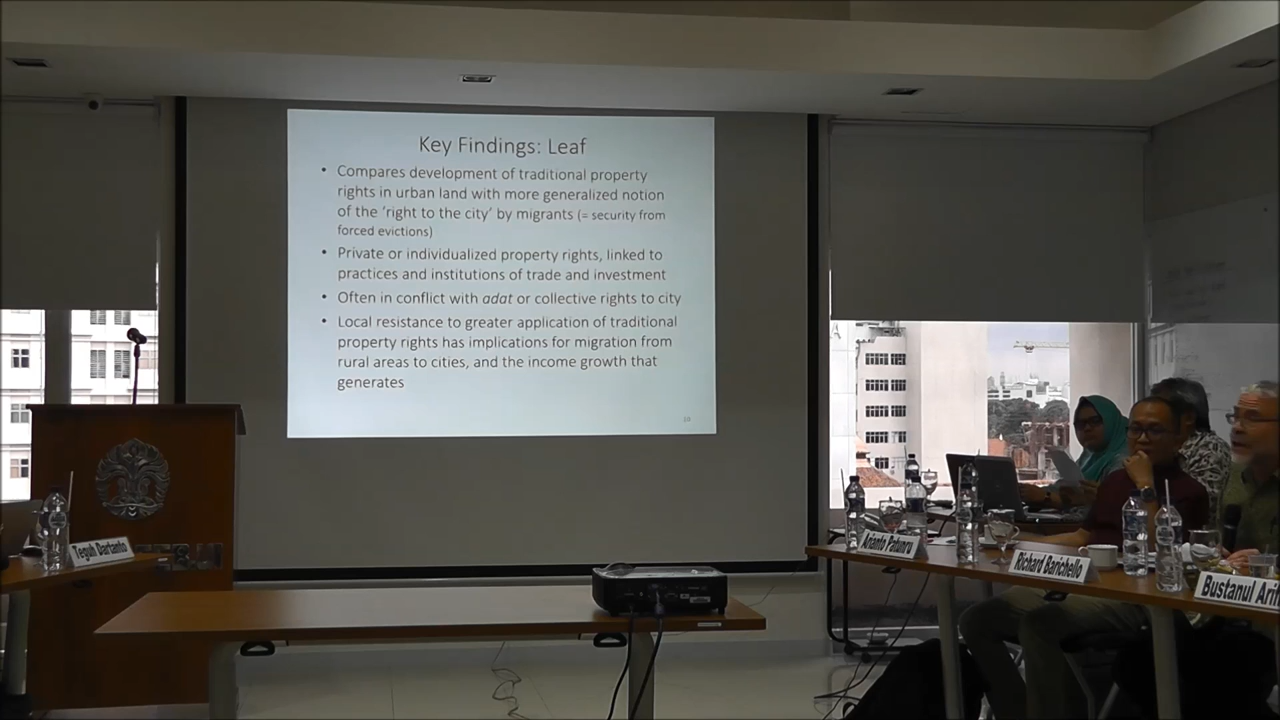 Key Findings: Leaf
• Compares development of traditional property
rights in urban land with more generalized notion
of the 'right to the city' by migrants (= security from
forced evictions)
• Private or individualized property rights, linked to
practices and institutions of trade and investment
• Often in conflict with adat or collective rights to city
• Local resistance to greater application of traditional
property rights has implications for migration from
rural areas to cities, and the income growth that
generates
Teguh Dartanto
Arianto Patunru
Richard Barichello
Bustanul Arif